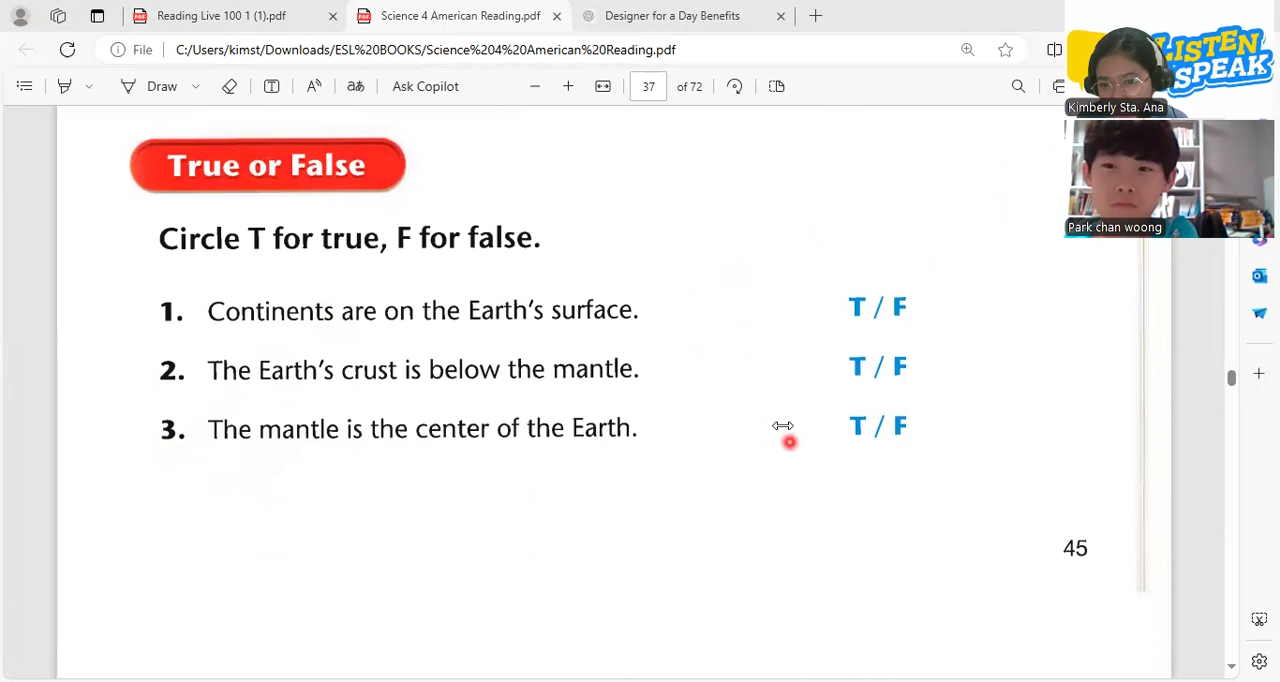 Reading Live 100 1 (1).pdf
Science 4 American Reading.pdf
Designer for a Day Benefits
File
C:/Users/kimst/Downloads/ESL%20BOOKS/Science%204%20American%20Reading.pdf
Draw
Ask Copilot
37 of 72
LISTEN
SPEAK
Kimberly Sta. Ana
Park chan woong
True or False
Circle T for true, F for false.
1. Continents are on the Earth's surface. T / F
2. The Earth's crust is below the mantle. T / F
3. The mantle is the center of the Earth. T / F
45